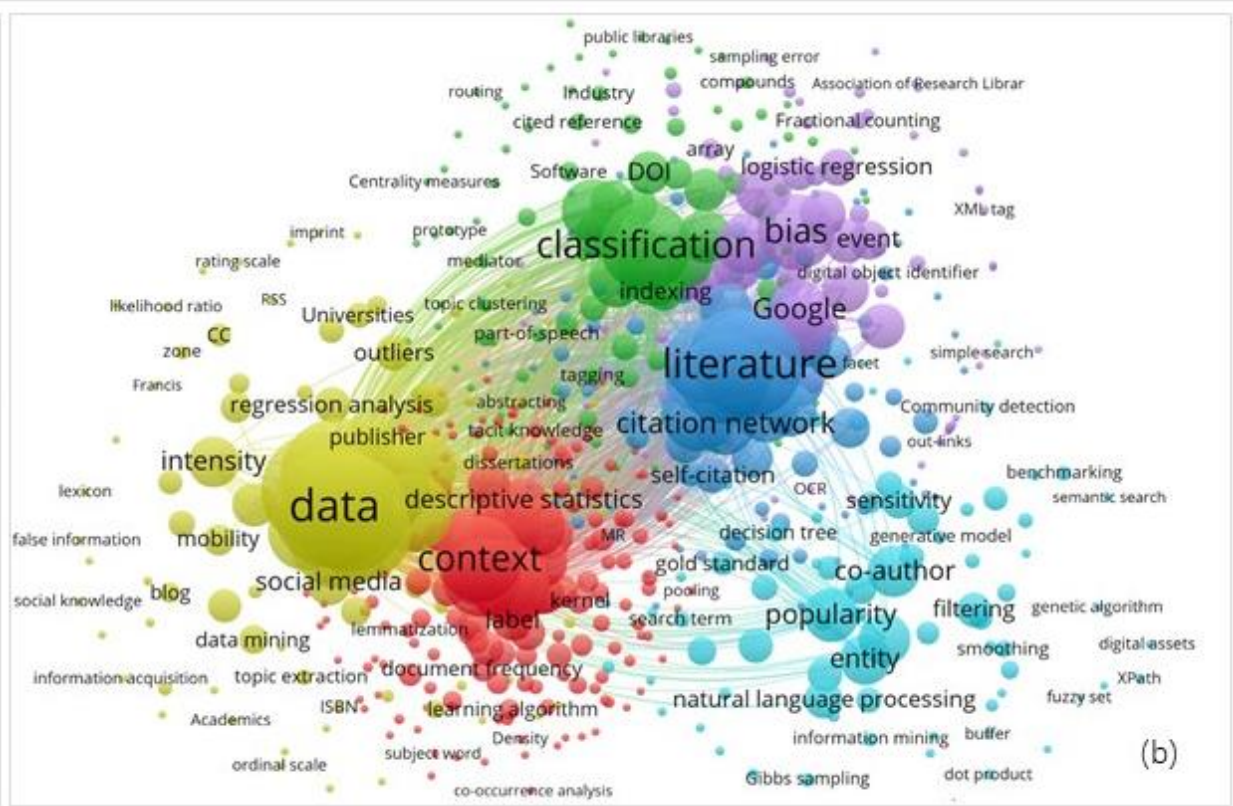 public libraries
sampling error
compounds
Association of Research Librar
routing
Industry
cited reference
Fractional counting
array
logistic regression
Software
DOI
Centrality measures
XML tag
imprint
prototype
classification
bias
event
rating scale
mediator
digital object identifier
likelihood ratio
RSS
Universities
topic clustering
indexing
Google
CC
part-of-speech
zone
outliers
literature
facet
simple search
Francis
tagging
regression analysis
abstracting
Community detection
publisher
tacit knowledge
citation network
out-links
intensity
dissertations
self-citation
benchmarking
lexicon
data
descriptive statistics
OCR
sensitivity
semantic search
false information
mobility
MR
decision tree
generative model
context
gold standard
co-author
social media
pooling
social knowledge
blog
kernel
label
search term
popularity
filtering
genetic algorithm
data mining
lemmatization
entity
smoothing
digital assets
information acquisition
topic extraction
document frequency
XPath
ISBN
learning algorithm
natural language processing
fuzzy set
Academics
Density
information mining
buffer
subject word
(b)
ordinal scale
Gibbs sampling
dot product
co-occurrence analysis